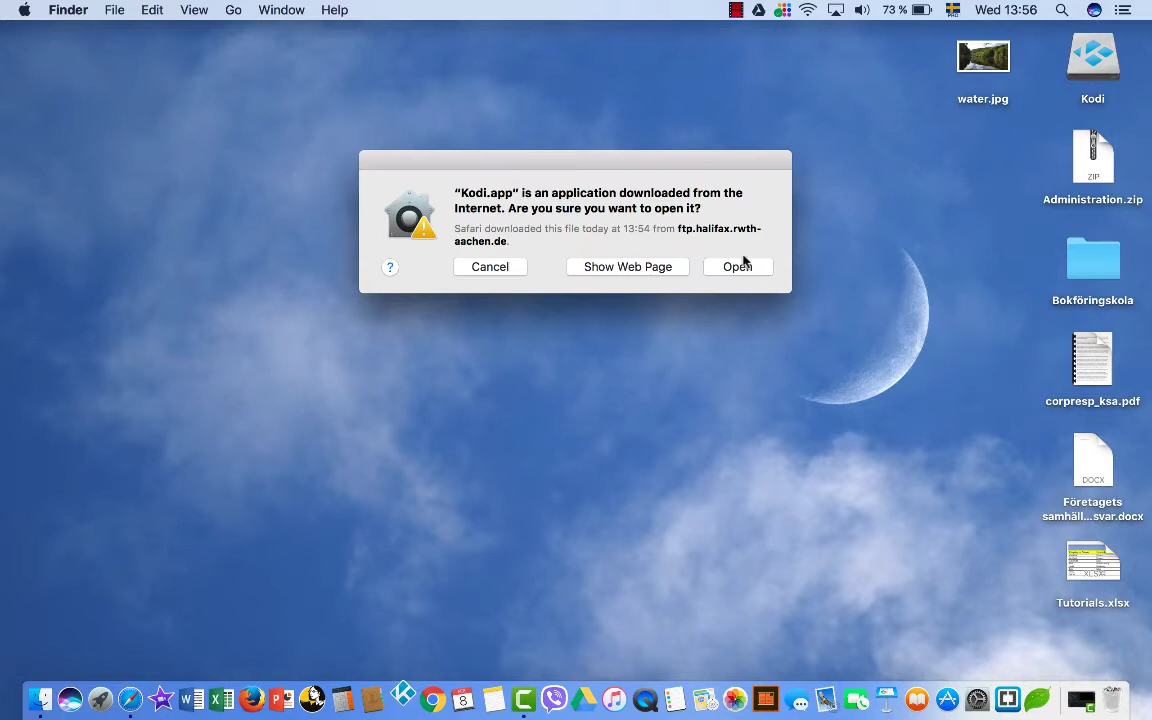 Finder File Edit View Go Window Help
73 % PRO Wed 13:56
water.jpg
Kodi
ZIP
Administration.zip
Bokföringskola
corpresp_ksa.pdf
DOCX
Företagets
samhäll...svar.docx
XLSX
Tutorials.xlsx
“Kodi.app” is an application downloaded from the
Internet. Are you sure you want to open it?
Safari downloaded this file today at 13:54 from ftp.halifax.rwth-
aachen.de.
? Cancel Show Web Page Open